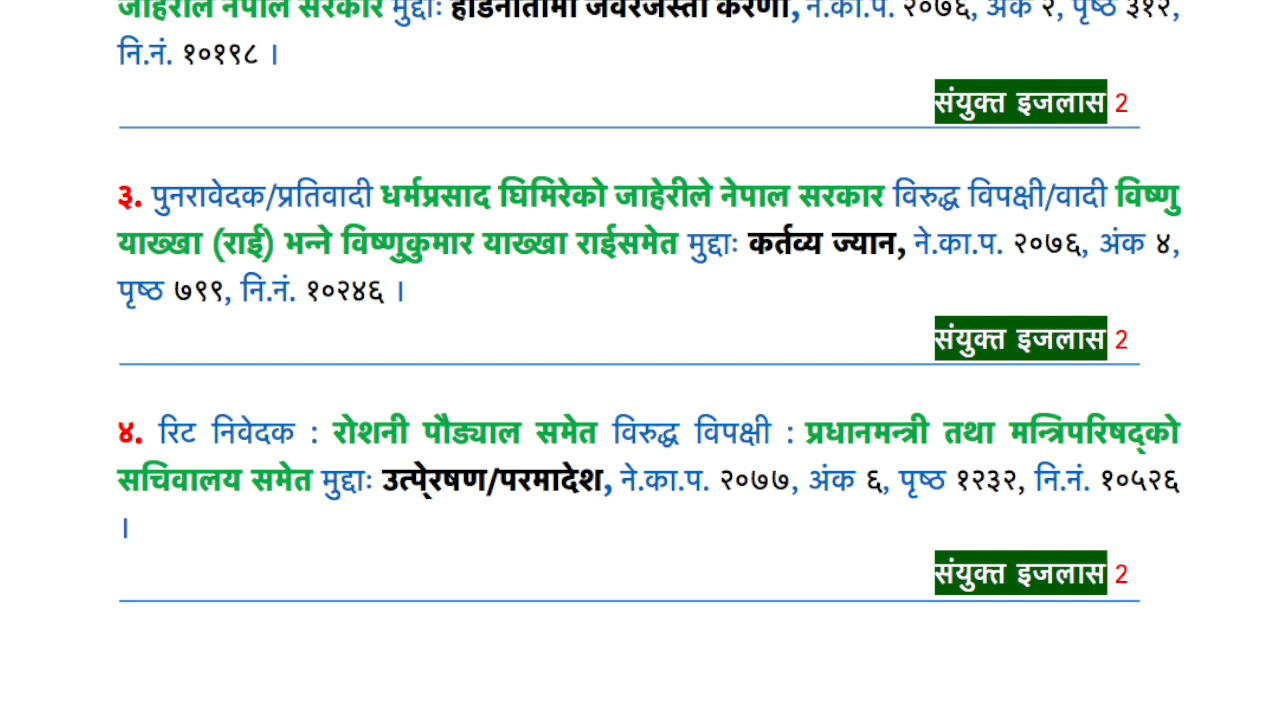 जाहेरीले नेपाल सरकार मुद्दाः हाडनातामा जवरजस्ती करणी, ने.का.प. २०७६, अंक २, पृष्ठ ३१२,
नि.नं. १०१९८ ।
संयुक्त इजलास 2
३. पुनरावेदक/प्रतिवादी धर्मप्रसाद घिमिरेको जाहेरीले नेपाल सरकार विरुद्ध विपक्षी/वादी विष्णु
याख्खा (राई) भन्ने विष्णुकुमार याख्खा राईसमेत मुद्दाः कर्तव्य ज्यान, ने.का.प. २०७६, अंक ४,
पृष्ठ ७९९, नि.नं. १०२४६ ।
संयुक्त इजलास 2
४. रिट निवेदक : रोशनी पौड्याल समेत विरुद्ध विपक्षी : प्रधानमन्त्री तथा मन्त्रिपरिषद्को
सचिवालय समेत मुद्दाः उत्पे्रषण/परमादेश, ने.का.प. २०७७, अंक ६, पृष्ठ १२३२, नि.नं. १०५२६
।
संयुक्त इजलास 2